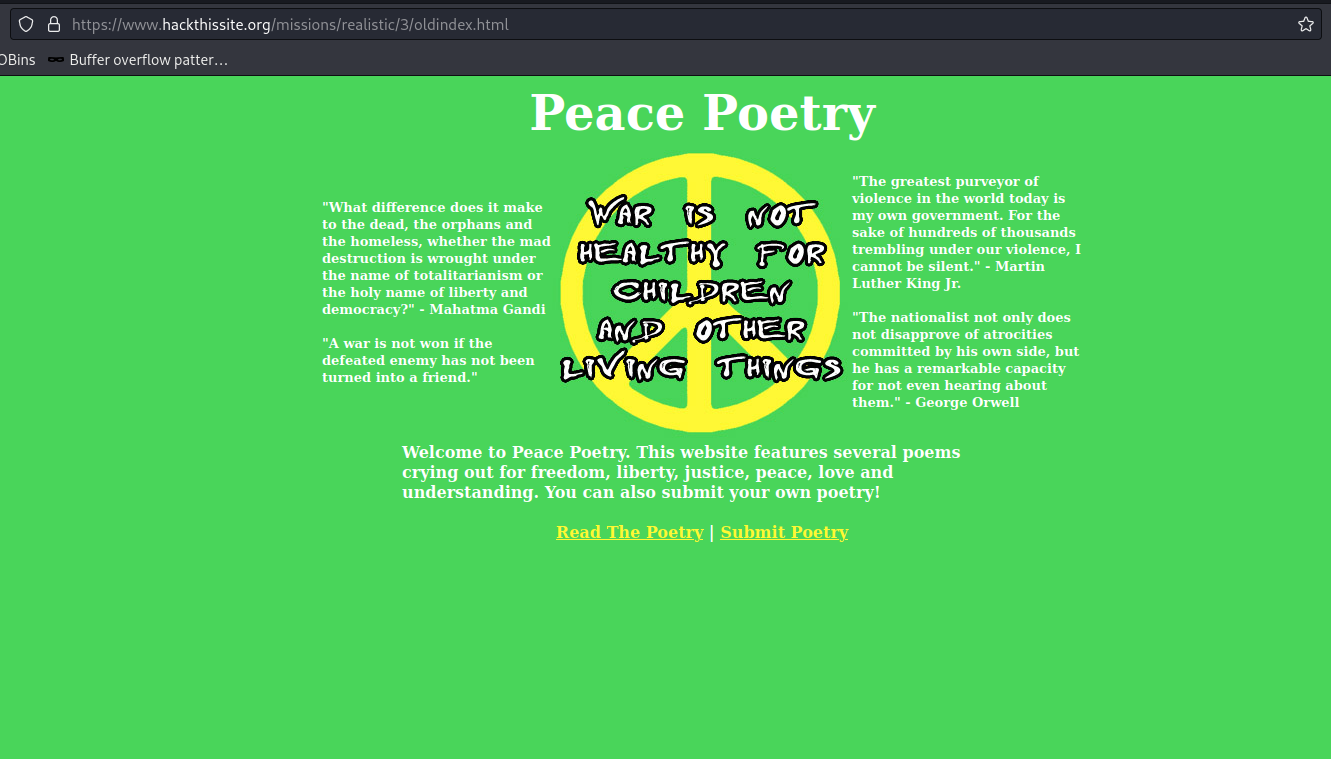 https://www.hackthissite.org/missions/realistic/3/oldindex.html
OBins
Buffer overflow patter…
Peace Poetry
"What difference does it make
to the dead, the orphans and
the homeless, whether the mad
destruction is wrought under
the name of totalitarianism or
the holy name of liberty and
democracy?" - Mahatma Gandi
"A war is not won if the
defeated enemy has not been
turned into a friend."
War is not
healthy for
children
and other
living things
"The greatest purveyor of
violence in the world today is
my own government. For the
sake of hundreds of thousands
trembling under our violence, I
cannot be silent." - Martin
Luther King Jr.
"The nationalist not only does
not disapprove of atrocities
committed by his own side, but
he has a remarkable capacity
for not even hearing about
them." - George Orwell
Welcome to Peace Poetry. This website features several poems
crying out for freedom, liberty, justice, peace, love and
understanding. You can also submit your own poetry!
Read The Poetry | Submit Poetry